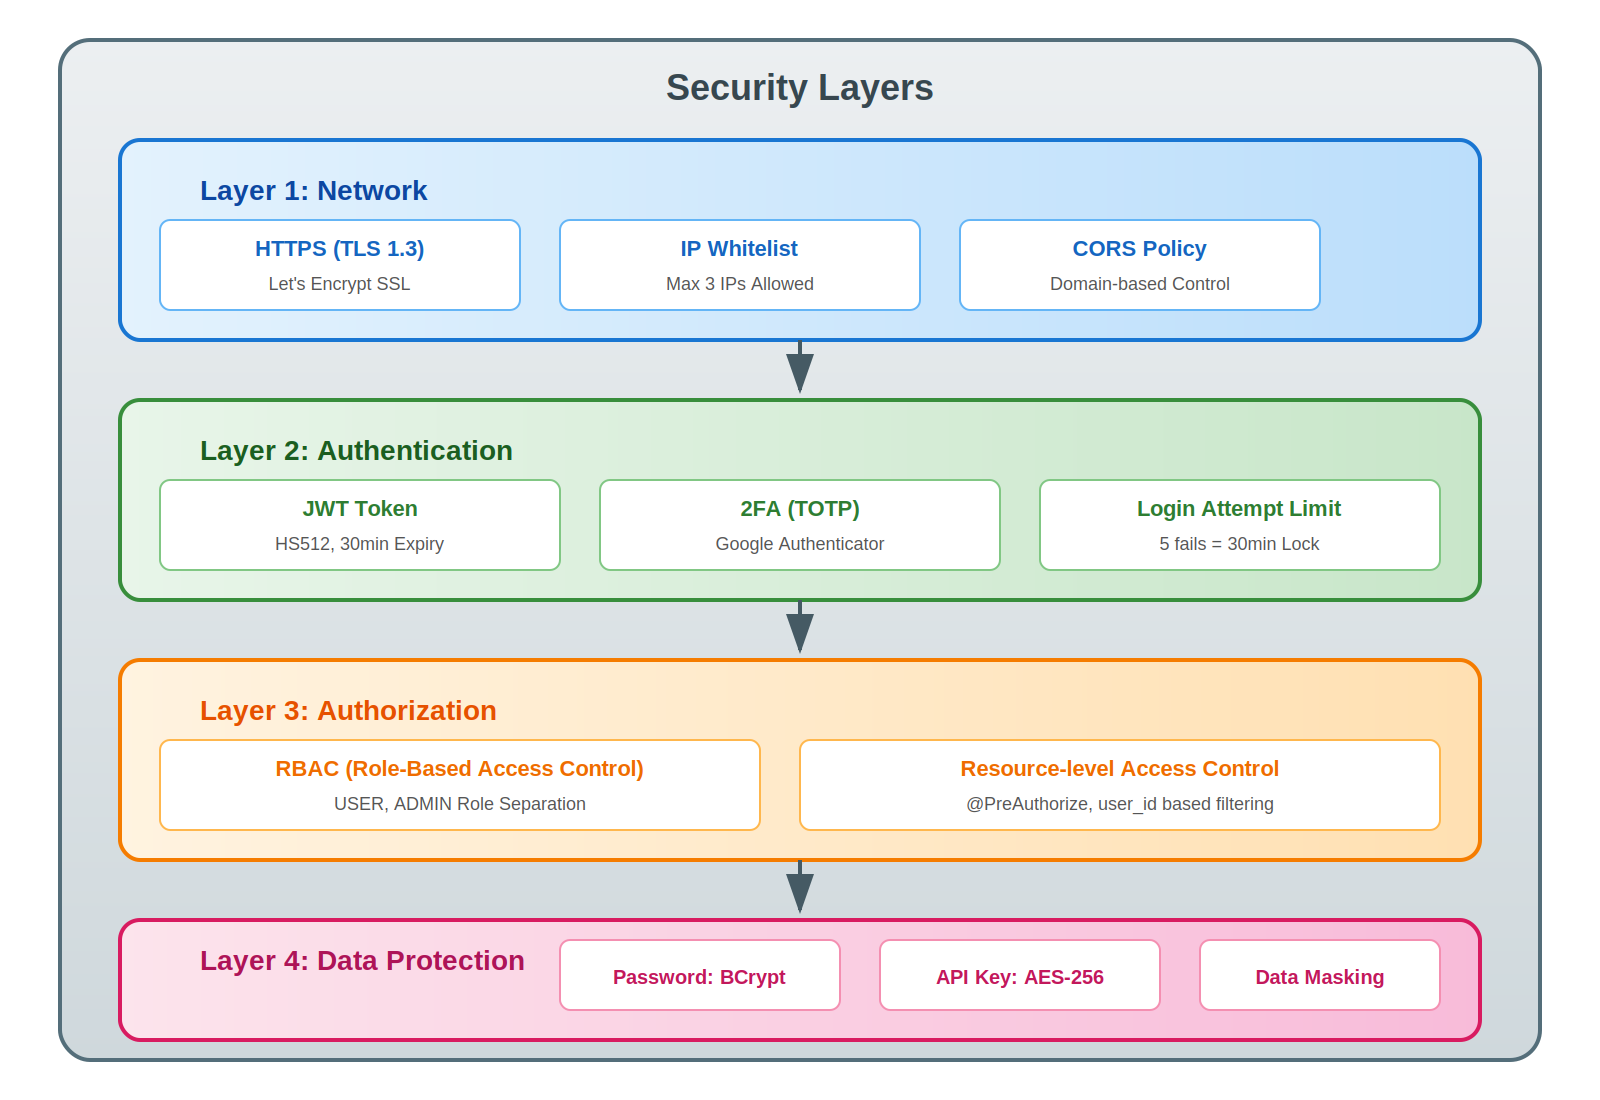 Security Layers
Layer 1: Network
HTTPS (TLS 1.3)
Let's Encrypt SSL
IP Whitelist
Max 3 IPs Allowed
CORS Policy
Domain-based Control
Layer 2: Authentication
JWT Token
HS512, 30min Expiry
2FA (TOTP)
Google Authenticator
Login Attempt Limit
5 fails = 30min Lock
Layer 3: Authorization
RBAC (Role-Based Access Control)
USER, ADMIN Role Separation
Resource-level Access Control
@PreAuthorize, user_id based filtering
Layer 4: Data Protection
Password: BCrypt
API Key: AES-256
Data Masking